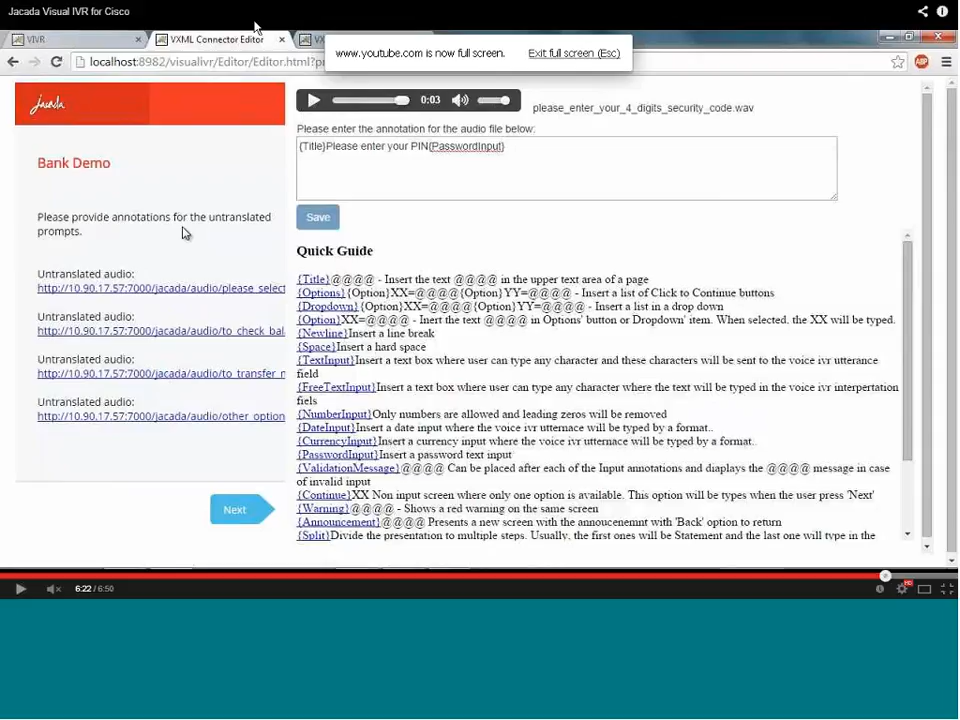 Jacada Visual IVR for Cisco
VIVR
VXML Connector Editor
VX
www.youtube.com is now full screen.
Exit full screen (Esc)
localhost:8982/visualivr/Editor/Editor.html?pr
ABP
Jacada
0:03
please_enter_your_4_digits_security_code.wav
Please enter the annotation for the audio file below:
{Title}Please enter your PIN{PasswordInput}
Save
Bank Demo
Please provide annotations for the untranslated
prompts.
Untranslated audio:
http://10.90.17.57:7000/jacada/audio/please_select
Untranslated audio:
http://10.90.17.57:7000/jacada/audio/to_check_bal
Untranslated audio:
http://10.90.17.57:7000/jacada/audio/to_transfer_
Untranslated audio:
http://10.90.17.57:7000/jacada/audio/other_option
Next
Quick Guide
{Title}@@@@ - Insert the text @@@@ in the upper text area of a page
{Options}{Option}XX=@@@@{Option}YY=@@@@ - Insert a list of Click to Continue buttons
{Dropdown}{Option}XX=@@@@{Option}YY=@@@@ - Insert a list in a drop down
{Option}XX=@@@@ - Inert the text @@@@ in Options' button or Dropdown' item. When selected, the XX will be typed.
{Newline}Insert a line break
{Space}Insert a hard space
{TextInput}Insert a text box where user can type any character and these characters will be sent to the voice ivr utterance
field
{FreeTextInput}Insert a text box where user can type any character where the text will be typed in the voice ivr interpertation
fiels
{NumberInput}Only numbers are allowed and leading zeros will be removed
{DateInput}Insert a date input where the voice ivr utternace will be typed by a format..
{CurrencyInput}Insert a currency input where the voice ivr utternace will be typed by a format..
{PasswordInput}Insert a password text input
{ValidationMessage}@@@@ Can be placed after each of the Input annotations and displays the @@@@ message in case
of invalid input
{Continue}XX Non input screen where only one option is available. This option will be types when the user press 'Next'
{Warning}@@@@ - Shows a red warning on the same screen
{Announcement}@@@@ Presents a new screen with the annoucenemnt with 'Back' option to return
{Split}Divide the presentation to multiple steps. Usually, the first ones will be Statement and the last one will type in the
6:22 / 6:50
HD